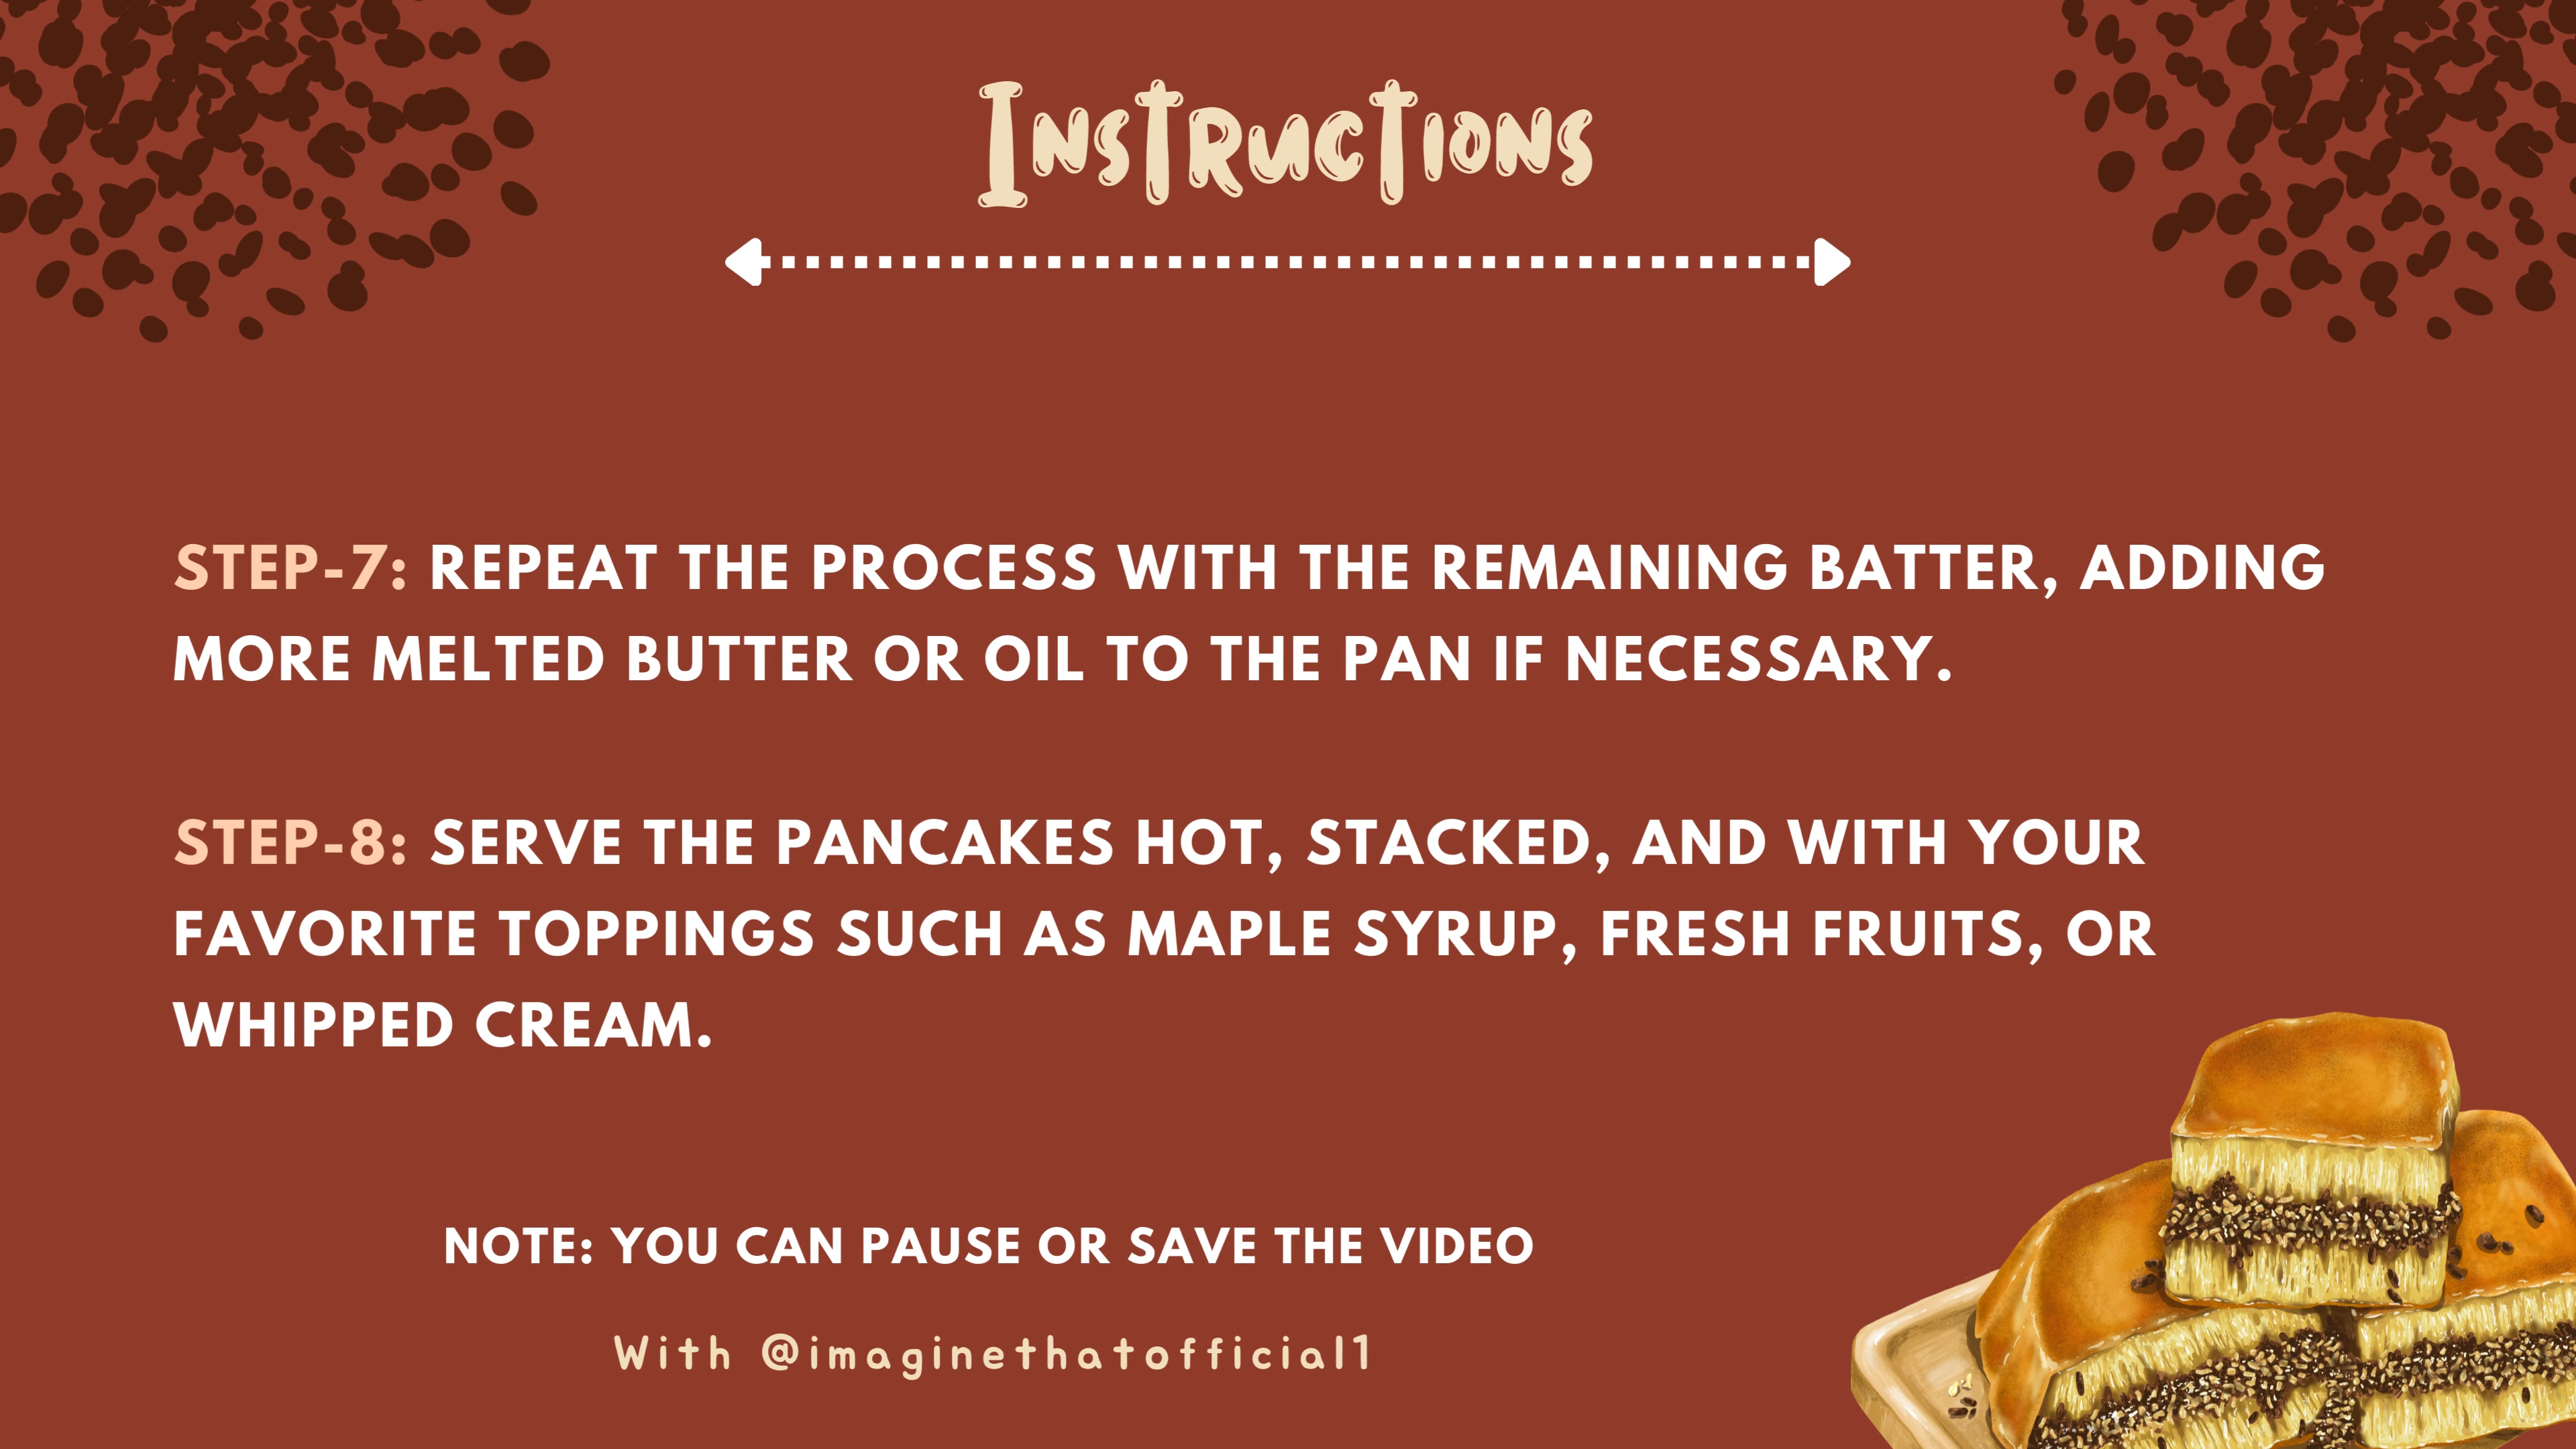 Instructions
STEP-7: REPEAT THE PROCESS WITH THE REMAINING BATTER, ADDING
MORE MELTED BUTTER OR OIL TO THE PAN IF NECESSARY.
STEP-8: SERVE THE PANCAKES HOT, STACKED, AND WITH YOUR
FAVORITE TOPPINGS SUCH AS MAPLE SYRUP, FRESH FRUITS, OR
WHIPPED CREAM.
NOTE: YOU CAN PAUSE OR SAVE THE VIDEO
With @imaginethatofficial1